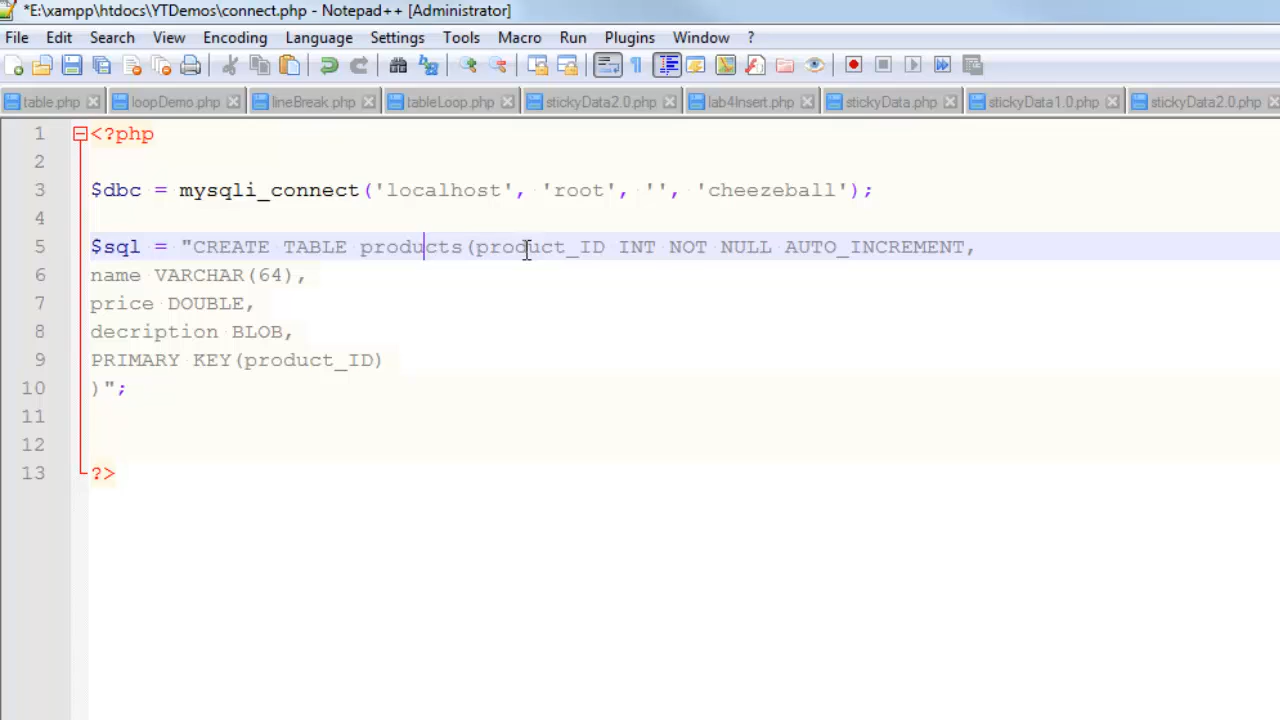 *E:\xampp\htdocs\YTDemos\connect.php - Notepad++ [Administrator]
File Edit Search View Encoding Language Settings Tools Macro Run Plugins Window ?
table.php loopDemo.php lineBreak.php tableLoop.php stickyData2.0.php lab4Insert.php stickyData.php stickyData1.0.php stickyData2.0.php
1 <?php
2
3 $dbc = mysqli_connect('localhost', 'root', '', 'cheezeball');
4
5 $sql = "CREATE TABLE products(product_ID INT NOT NULL AUTO_INCREMENT,
6 name VARCHAR(64),
7 price DOUBLE,
8 decription BLOB,
9 PRIMARY KEY(product_ID)
10 )";
11
12
13 ?>